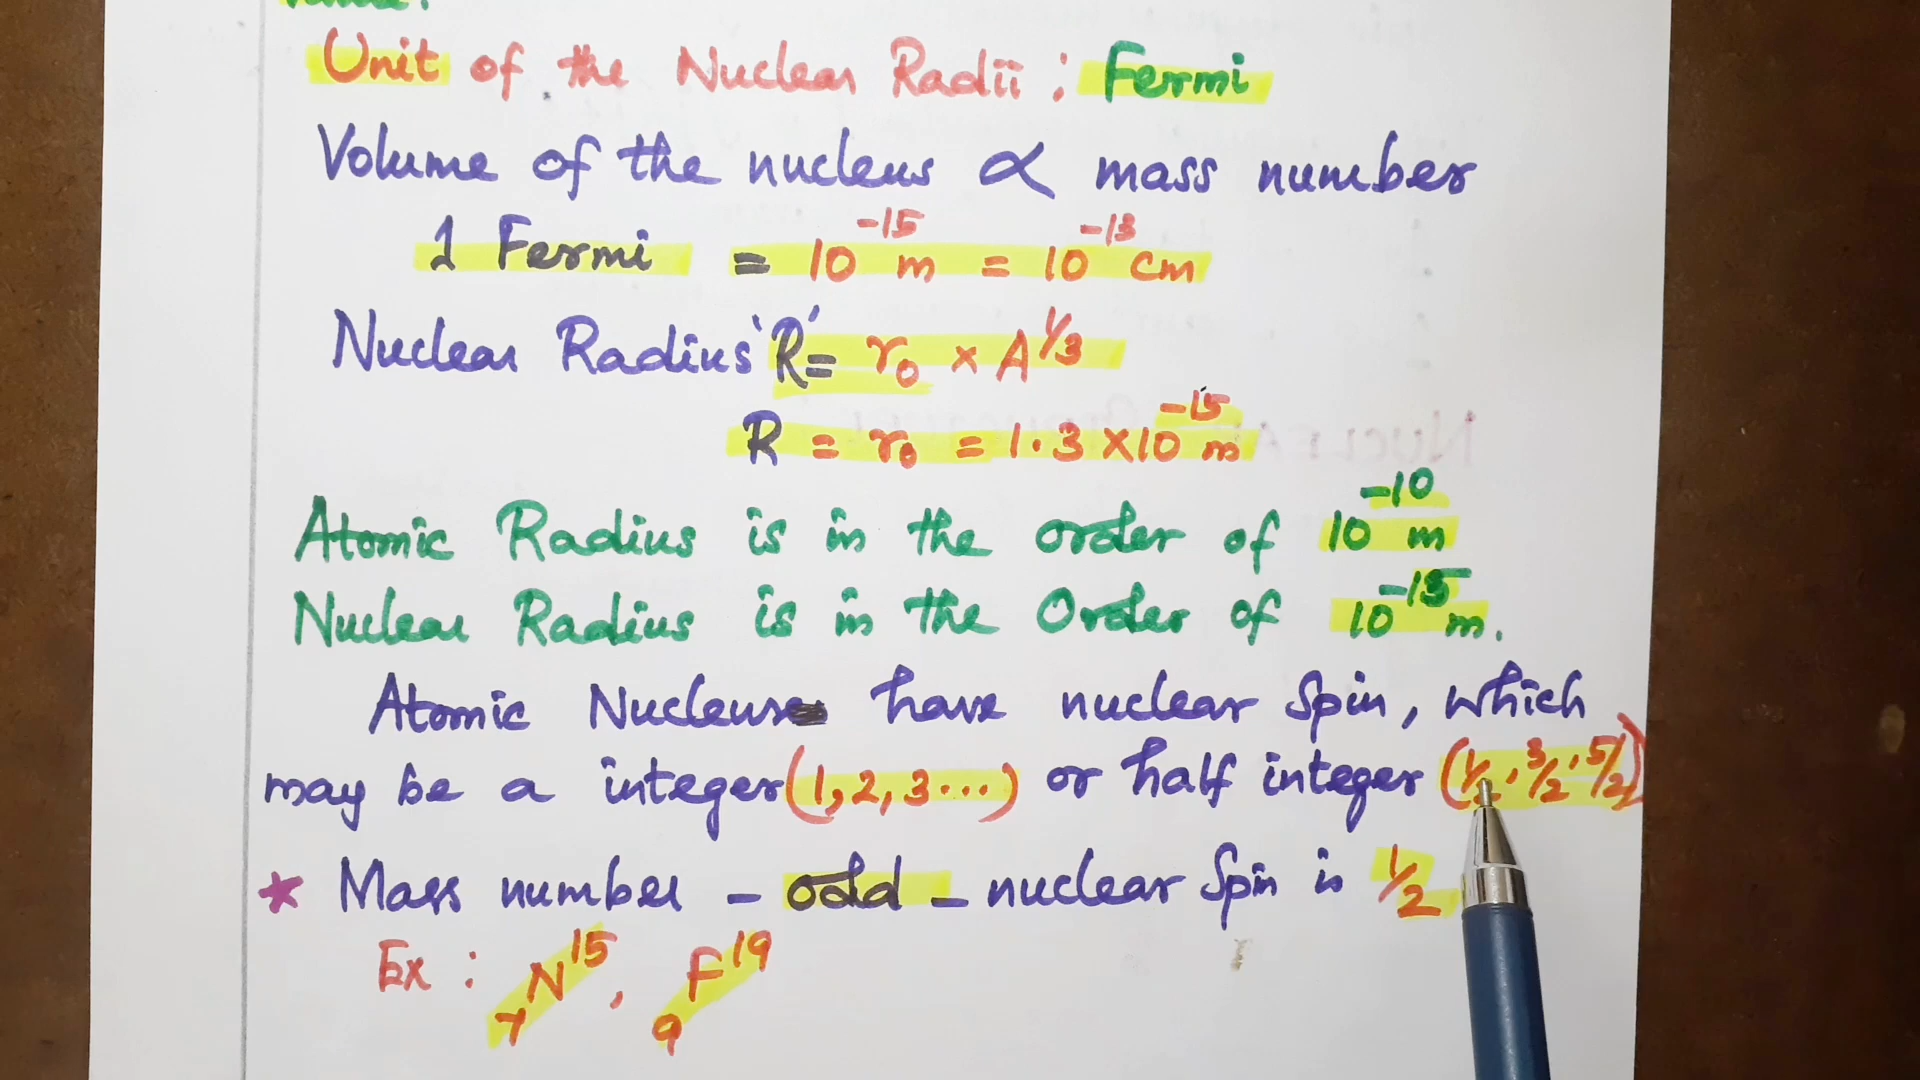 Unit of the Nuclear Radii : Fermi
Volume of the nucleus ∝ mass number
1 Fermi = 10⁻¹⁵ m = 10⁻¹³ cm
Nuclear Radius 'R' = r₀ × A^1/3
R = r₀ = 1.3 × 10⁻¹⁵ m
Atomic Radius is in the order of 10⁻¹⁰ m
Nuclear Radius is in the Order of 10⁻¹⁵ m.
Atomic Nucleus have nuclear Spin, which
may be a integer (1, 2, 3...) or half integer (1/2, 3/2, 5/2)
* Mass number - odd - nuclear Spin is 1/2
Ex : ₇N¹⁵, ₉F¹⁹